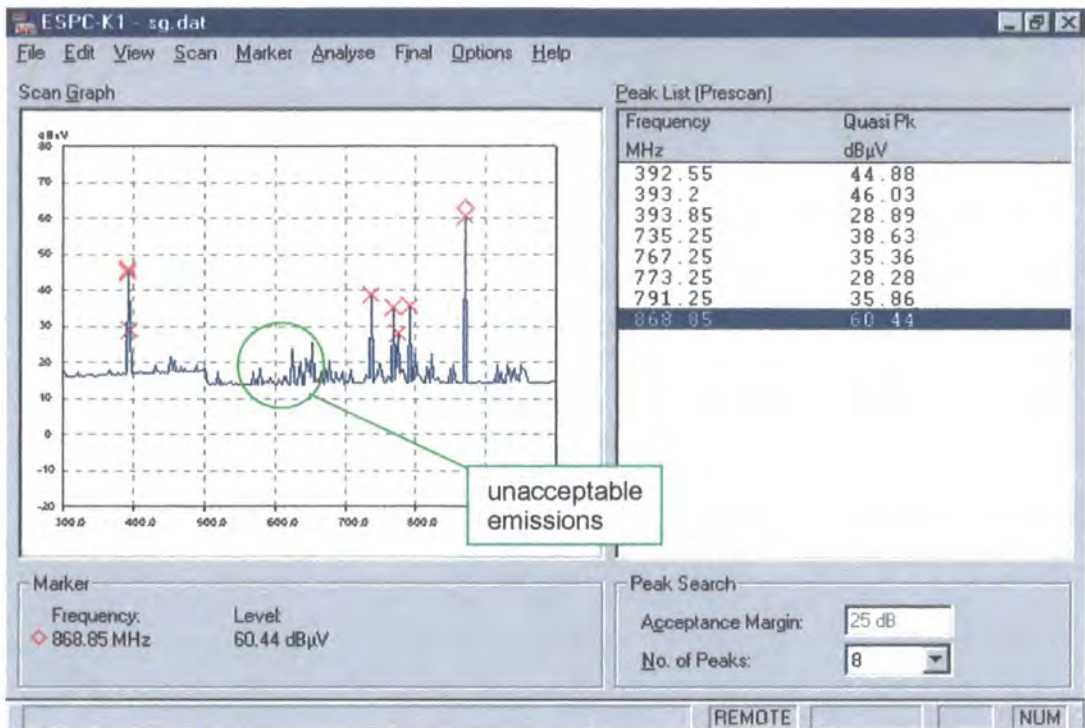 ESPC-K1 - sg.dat
File Edit View Scan Marker Analyse Final Options Help
Scan Graph
dBµV
80
70
60
50
40
30
20
10
0
-10
-20
300.0 400.0 500.0 600.0 700.0 800.0
unacceptable
emissions
Peak List (Prescan)
Frequency Quasi Pk
MHz dBµV
392.55 44.88
393.2 46.03
393.85 28.89
735.25 38.63
767.25 35.36
773.25 28.28
791.25 35.86
868.85 60.44
Marker
Frequency: Level:
868.85 MHz 60.44 dBµV
Peak Search
Acceptance Margin: 25 dB
No. of Peaks: 8
REMOTE NUM